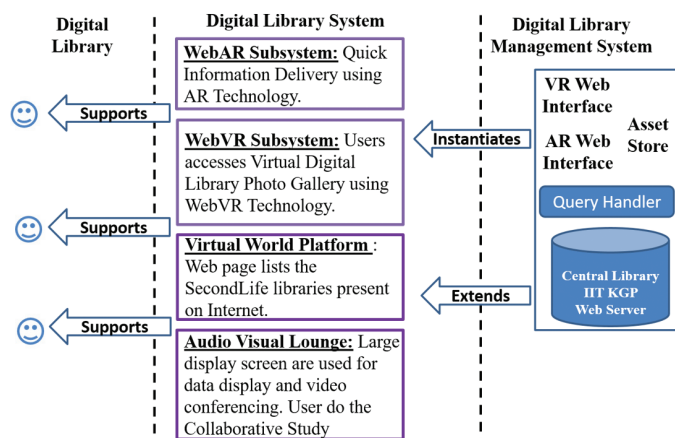 Digital
Library
Digital Library System
Digital Library
Management System
WebAR Subsystem: Quick
Information Delivery using
AR Technology.
WebVR Subsystem: Users
accesses Virtual Digital
Library Photo Gallery using
WebVR Technology.
Virtual World Platform :
Web page lists the
SecondLife libraries present
on Internet.
Audio Visual Lounge: Large
display screen are used for
data display and video
conferencing. User do the
Collaborative Study
Supports
Supports
Supports
Instantiates
Extends
VR Web
Interface
AR Web
Interface
Asset
Store
Query Handler
Central Library
IIT KGP
Web Server